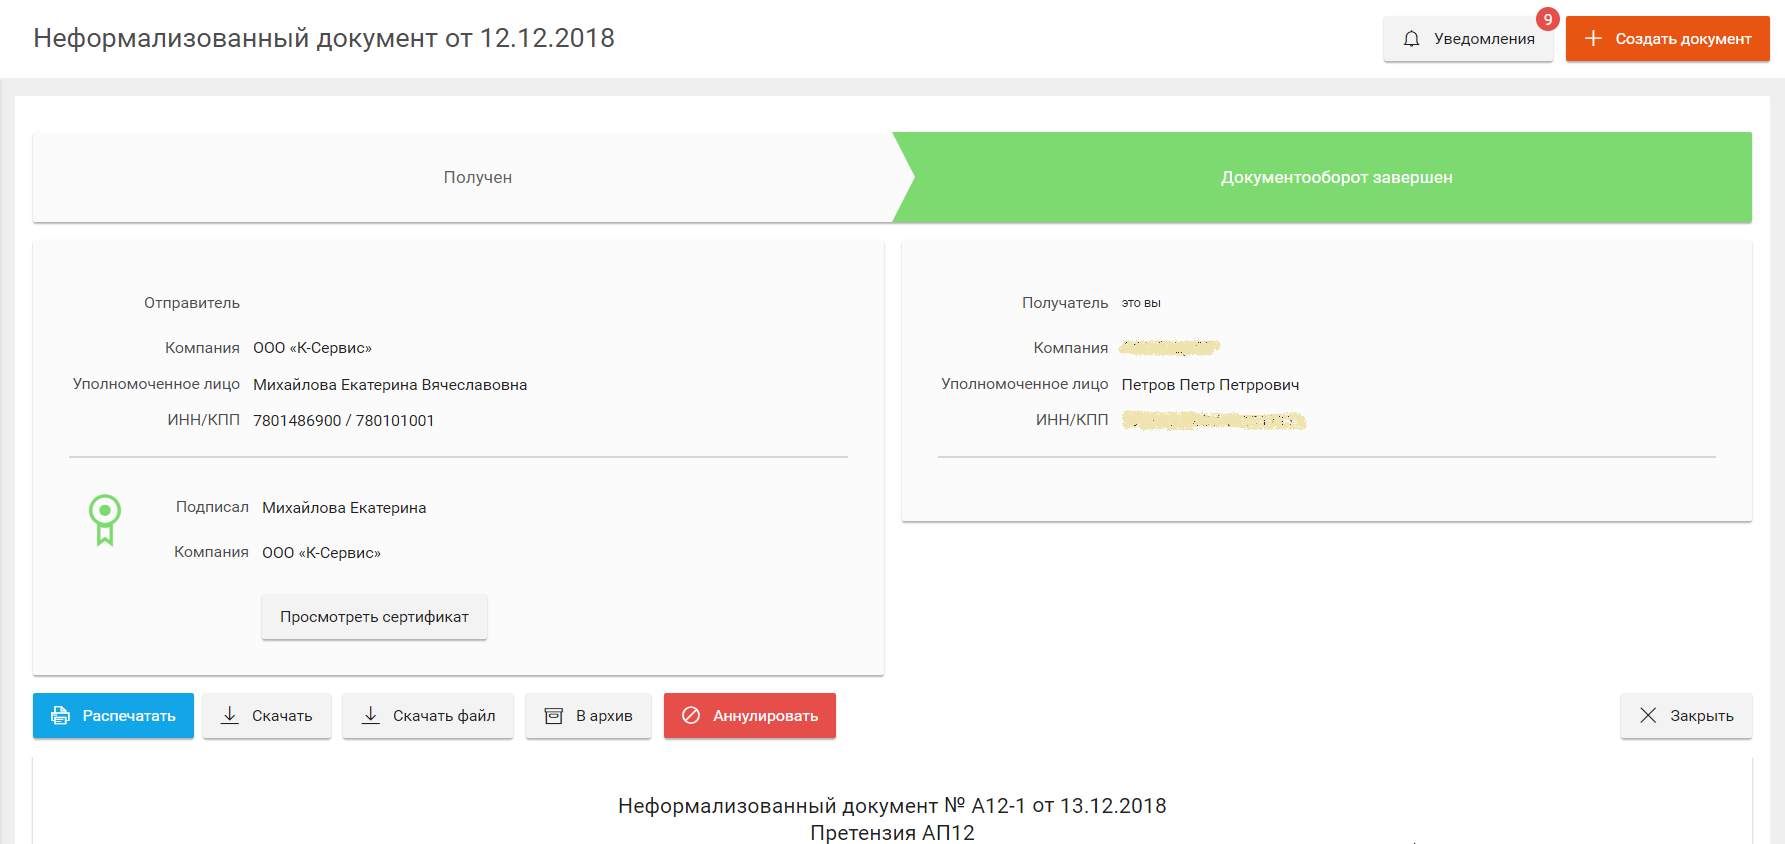 Неформализованный документ от 12.12.2018
Уведомления 9
Создать документ
Получен
Документооборот завершен
Отправитель
Компания ООО «К-Сервис»
Уполномоченное лицо Михайлова Екатерина Вячеславовна
ИНН/КПП 7801486900 / 780101001
Подписал Михайлова Екатерина
Компания ООО «К-Сервис»
Просмотреть сертификат
Получатель это вы
Компания
Уполномоченное лицо Петров Петр Петррович
ИНН/КПП
Распечатать
Скачать
Скачать файл
В архив
Аннулировать
Закрыть
Неформализованный документ № А12-1 от 13.12.2018
Претензия АП12